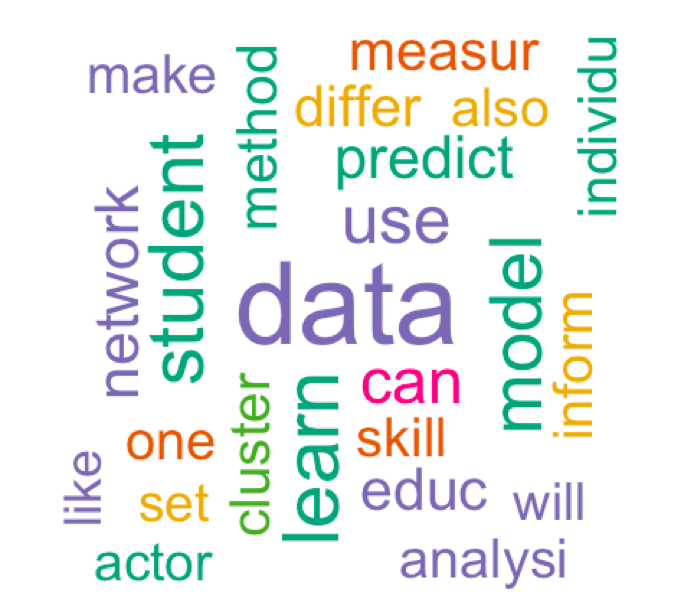 make
method
measur
individu
differ
also
predict
student
network
use
data
model
inform
can
cluster
learn
one
skill
like
set
educ
will
actor
analysi